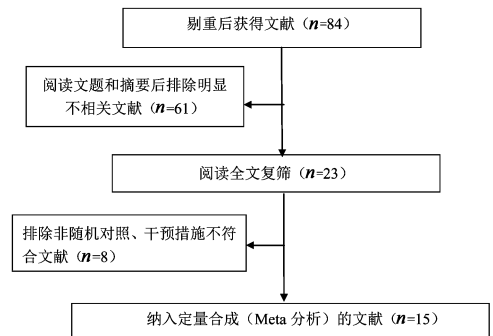 剔重后获得文献（n=84）
阅读文题和摘要后排除明显
不相关文献（n=61）
阅读全文复筛（n=23）
排除非随机对照、干预措施不符
合文献（n=8）
纳入定量合成（Meta 分析）的文献（n=15）